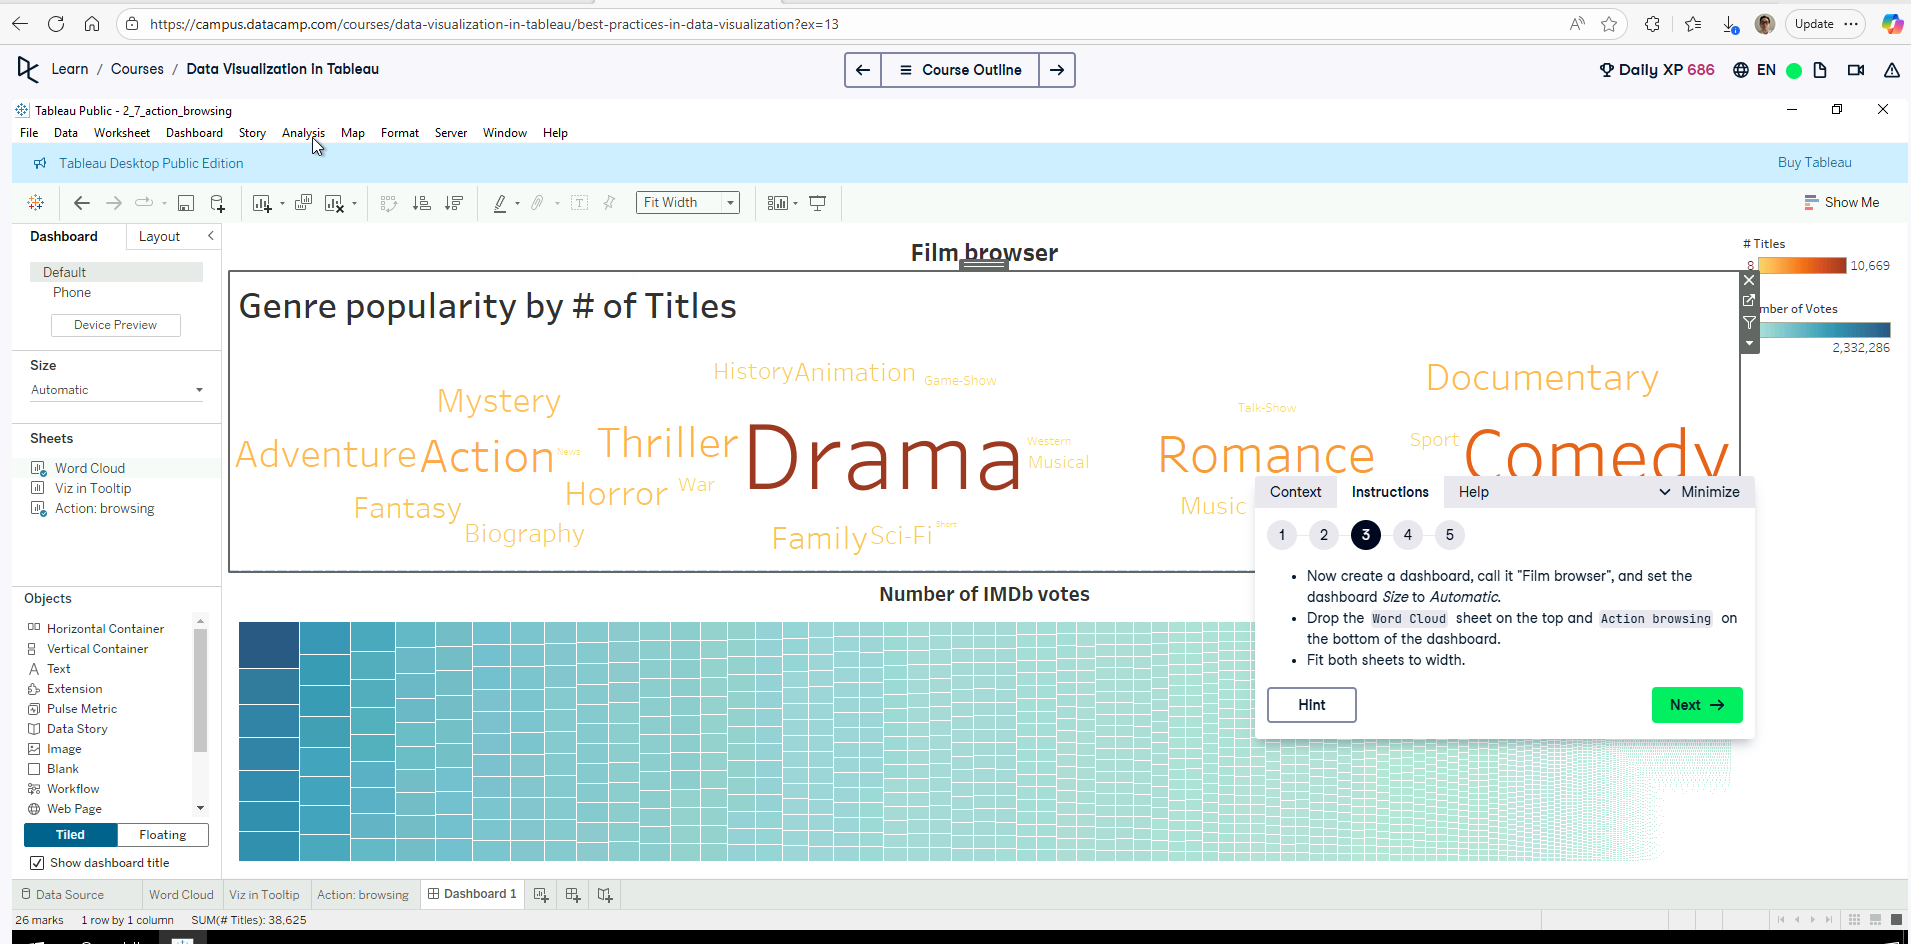 https://campus.datacamp.com/courses/data-visualization-in-tableau/best-practices-in-data-visualization?ex=13
Update
Learn / Courses / Data Visualization in Tableau
Course Outline
Daily XP 686
EN
Tableau Public - 2_7_action_browsing
File Data Worksheet Dashboard Story Analysis Map Format Server Window Help
Tableau Desktop Public Edition
Buy Tableau
Fit Width
Show Me
Dashboard
Layout
Default
Phone
Device Preview
Size
Automatic
Sheets
Word Cloud
Viz in Tooltip
Action: browsing
Objects
Horizontal Container
Vertical Container
Text
Extension
Pulse Metric
Data Story
Image
Blank
Workflow
Web Page
Tiled
Floating
Show dashboard title
Film browser
Genre popularity by # of Titles
History
Animation
Game-Show
Documentary
Mystery
Talk-Show
Adventure
Action
News
Thriller
Drama
Western
Musical
Romance
Sport
Comedy
Horror
War
Fantasy
Music
Biography
Family
Sci-Fi
Short
Number of IMDb votes
# Titles
8
10,669
mber of Votes
2,332,286
Context
Instructions
Help
Minimize
1 2 3 4 5
• Now create a dashboard, call it "Film browser", and set the
dashboard Size to Automatic.
• Drop the Word Cloud sheet on the top and Action browsing on
the bottom of the dashboard.
• Fit both sheets to width.
Hint
Next
Data Source
Word Cloud
Viz in Tooltip
Action: browsing
Dashboard 1
26 marks 1 row by 1 column SUM(# Titles): 38,625